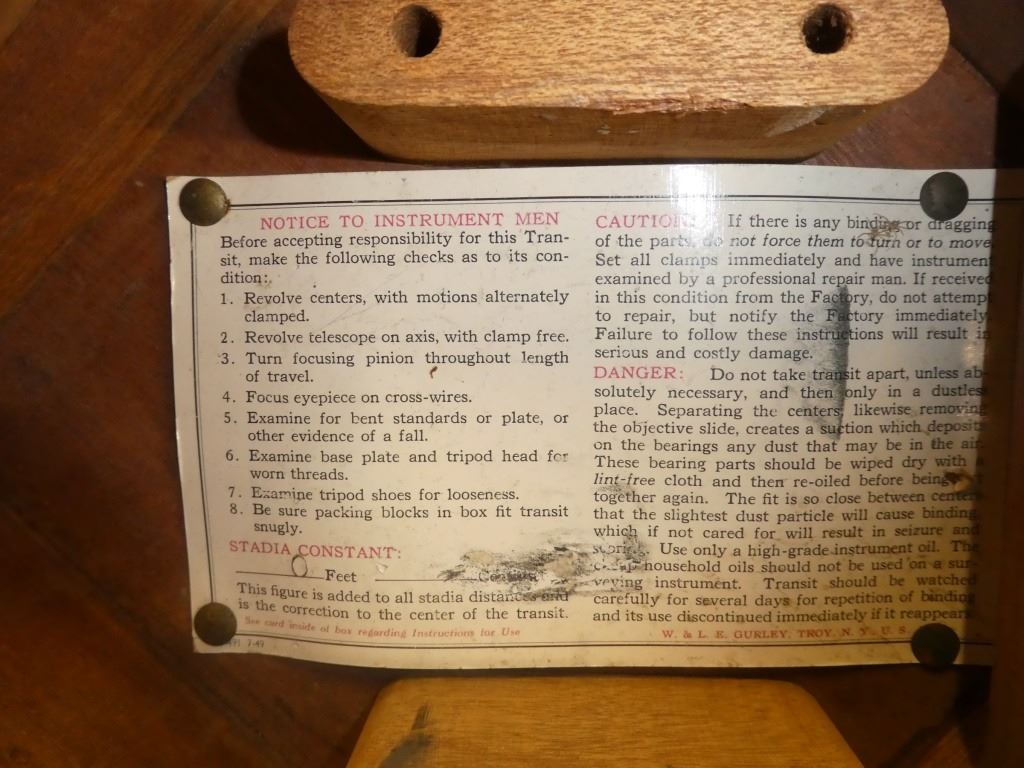 NOTICE TO INSTRUMENT MEN
Before accepting responsibility for this Tran-
sit, make the following checks as to its con-
dition:
1. Revolve centers, with motions alternately
clamped.
2. Revolve telescope on axis, with clamp free.
3. Turn focusing pinion throughout length
of travel.
4. Focus eyepiece on cross-wires.
5. Examine for bent standards or plate, or
other evidence of a fall.
6. Examine base plate and tripod head for
worn threads.
7. Examine tripod shoes for looseness.
8. Be sure packing blocks in box fit transit
snugly.
STADIA CONSTANT:
0 Feet
This figure is added to all stadia distances and
is the correction to the center of the transit.
See card inside of box regarding Instructions for Use
7-49
CAUTION: If there is any binding or dragging
of the parts, do not force them to turn or to move.
Set all clamps immediately and have instrument
examined by a professional repair man. If received
in this condition from the Factory, do not attempt
to repair, but notify the Factory immediately.
Failure to follow these instructions will result in
serious and costly damage.
DANGER: Do not take transit apart, unless ab-
solutely necessary, and then only in a dustless
place. Separating the centers, likewise removing
the objective slide, creates a suction which deposits
on the bearings any dust that may be in the air.
These bearing parts should be wiped dry with a
lint-free cloth and then re-oiled before being
together again. The fit is so close between centers
that the slightest dust particle will cause binding,
which if not cared for will result in seizure and
Use only a high-grade instrument oil. The
cheap household oils should not be used on a sur-
veying instrument. Transit should be watched
carefully for several days for repetition of binding
and its use discontinued immediately if it reappears.
W. & L. E. GURLEY, TROY, N. Y., U. S.